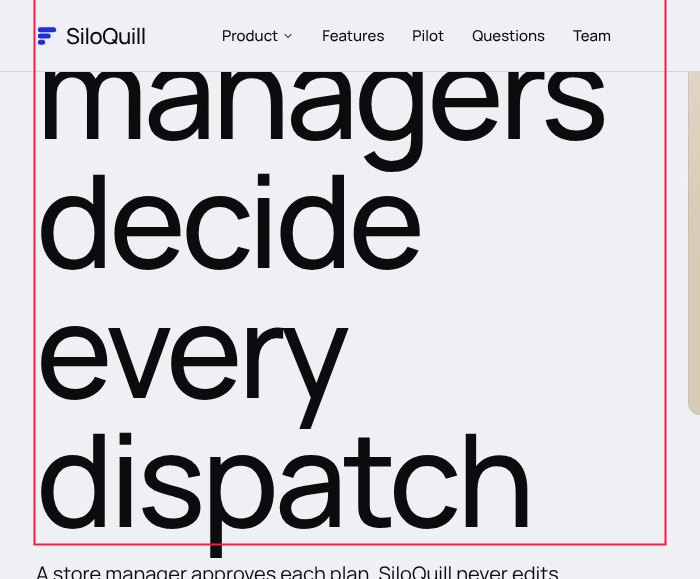 SiloQuill
Product Features Pilot Questions Team
managers
decide
every
dispatch
A store manager approves each plan. SiloQuill never edits